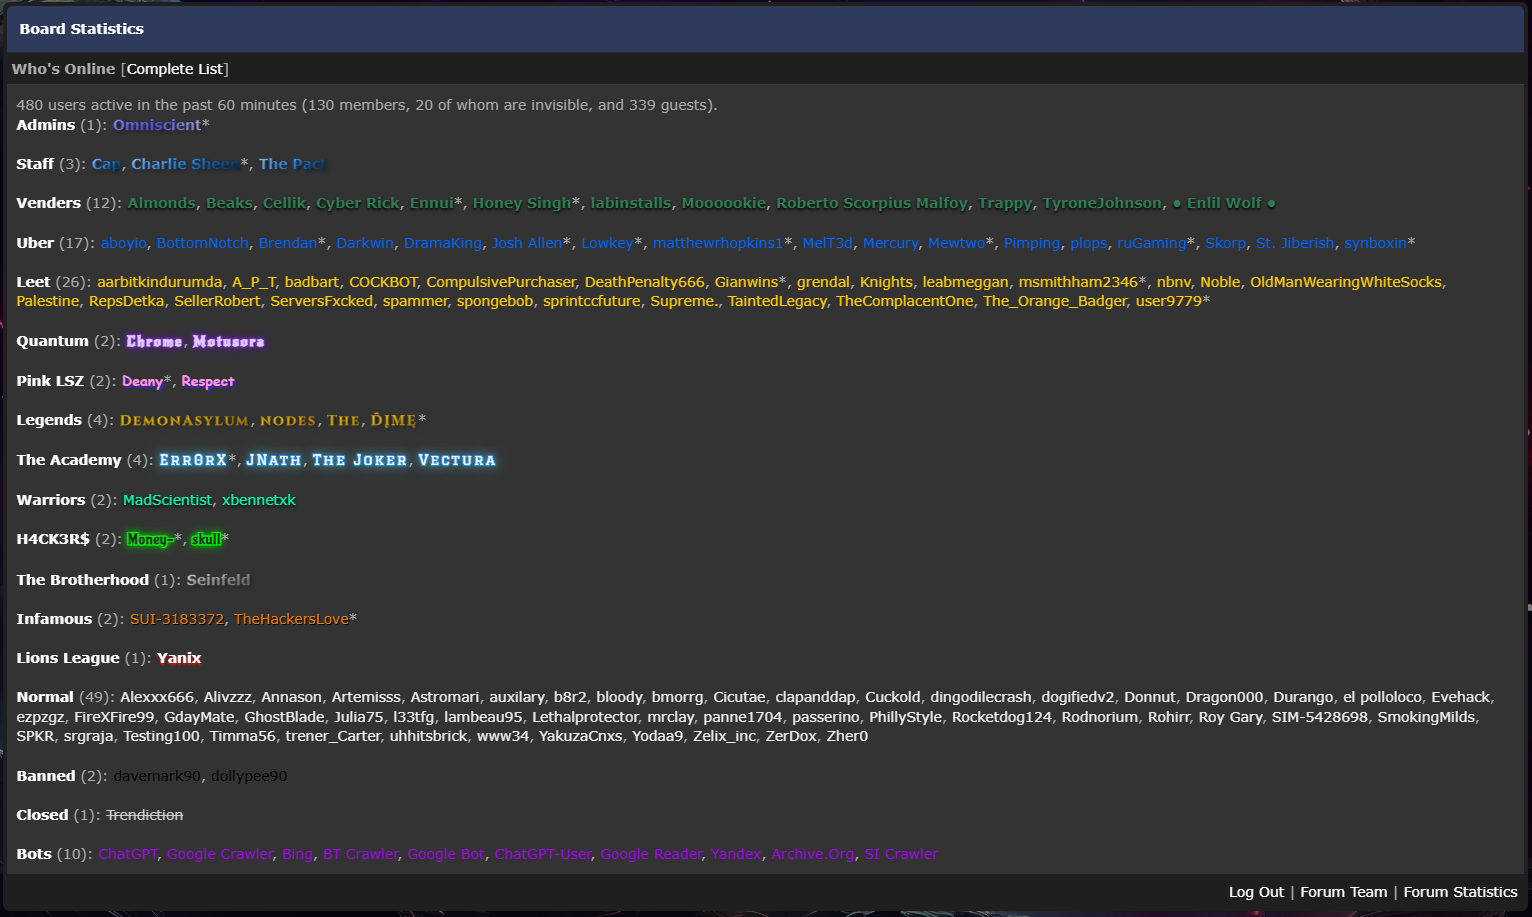 Board Statistics
Who's Online [Complete List]
480 users active in the past 60 minutes (130 members, 20 of whom are invisible, and 339 guests).
Admins (1): Omniscient*
Staff (3): Cap, Charlie Sheen*, The Pact
Venders (12): Almonds, Beaks, Cellik, Cyber Rick, Ennui*, Honey Singh*, labinstalls, Moooookie, Roberto Scorpius Malfoy, Trappy, TyroneJohnson, ● Enlil Wolf ●
Uber (17): aboyio, BottomNotch, Brendan*, Darkwin, DramaKing, Josh Allen*, Lowkey*, matthewrhopkins1*, MelT3d, Mercury, Mewtwo*, Pimping, plops, ruGaming*, Skorp, St. Jiberish, synboxin*
Leet (26): aarbitkindurumda, A_P_T, badbart, COCKBOT, CompulsivePurchaser, DeathPenalty666, Gianwins*, grendal, Knights, leabmeggan, msmithham2346*, nbnv, Noble, OldManWearingWhiteSocks,
Palestine, RepsDetka, SellerRobert, ServersFxcked, spammer, spongebob, sprintccfuture, Supreme., TaintedLegacy, TheComplacentOne, The_Orange_Badger, user9779*
Quantum (2): Chrome, Motusora
Pink LSZ (2): Deany*, Respect
Legends (4): DemonAsylum, nodes, The, ĎĮMĘ*
The Academy (4): Err0rX*, JNath, The Joker, Vectura
Warriors (2): MadScientist, xbennetxk
H4CK3R$ (2): Money-*, skull*
The Brotherhood (1): Seinfeld
Infamous (2): SUI-3183372, TheHackersLove*
Lions League (1): Yanix
Normal (49): Alexxx666, Alivzzz, Annason, Artemisss, Astromari, auxilary, b8r2, bloody, bmorrg, Cicutae, clapanddap, Cuckold, dingodilecrash, dogifiedv2, Donnut, Dragon000, Durango, el polloloco, Evehack,
ezpzgz, FireXFire99, GdayMate, GhostBlade, Julia75, l33tfg, lambeau95, Lethalprotector, mrclay, panne1704, passerino, PhillyStyle, Rocketdog124, Rodnorium, Rohirr, Roy Gary, SIM-5428698, SmokingMilds,
SPKR, srgraja, Testing100, Timma56, trener_Carter, uhhitsbrick, www34, YakuzaCnxs, Yodaa9, Zelix_inc, ZerDox, Zher0
Banned (2): davemark90, dollypee90
Closed (1): Trendiction
Bots (10): ChatGPT, Google Crawler, Bing, BT Crawler, Google Bot, ChatGPT-User, Google Reader, Yandex, Archive.Org, SI Crawler
Log Out | Forum Team | Forum Statistics